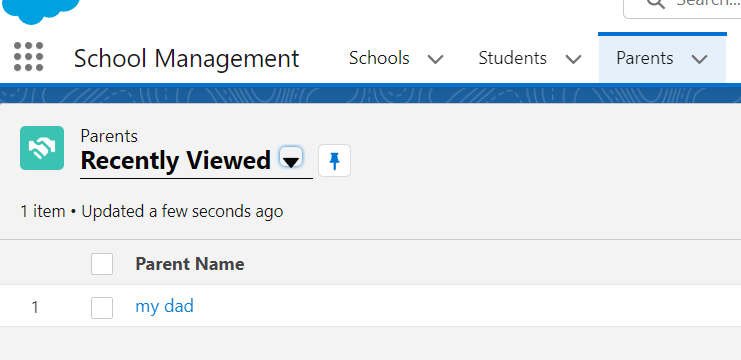 Search...
School Management
Schools
Students
Parents
Parents
Recently Viewed
1 item • Updated a few seconds ago
Parent Name
1
my dad